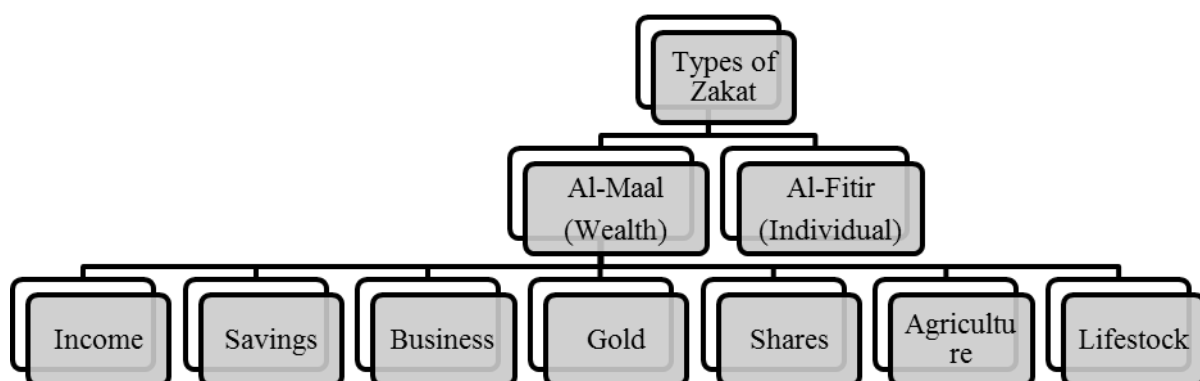 Types of
Zakat
Al-Maal
(Wealth)
Al-Fitir
(Individual)
Income
Savings
Business
Gold
Shares
Agricultu
re
Lifestock